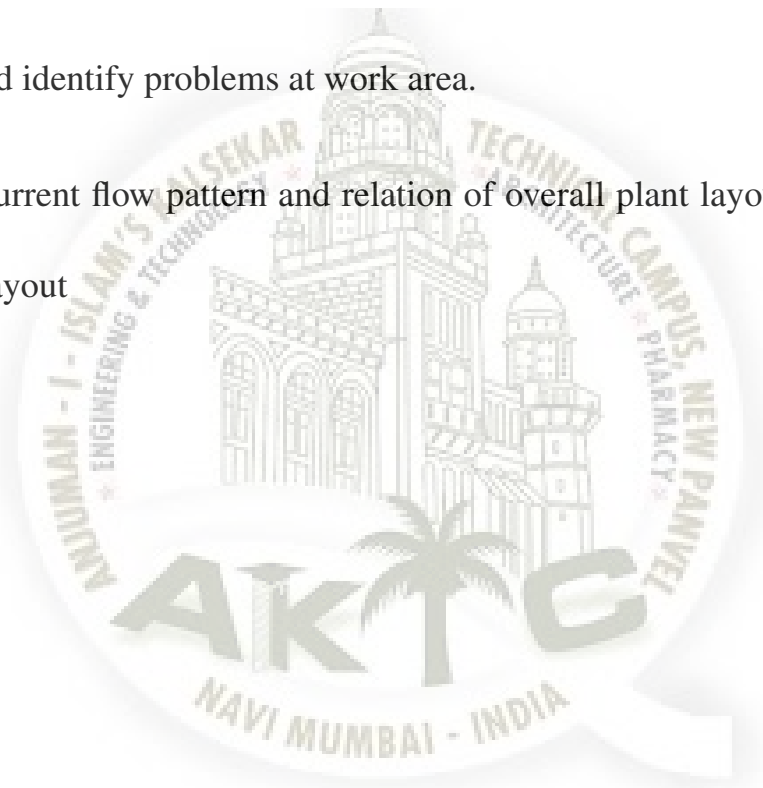 d identify problems at work area.
urrent flow pattern and relation of overall plant layo
ayout
ANJUMAN - I - ISLAM'S KALSEKAR TECHNICAL CAMPUS, NEW PANVEL
ENGINEERING & TECHNOLOGY * ARCHITECTURE * PHARMACY *
AKTC
NAVI MUMBAI - INDIA